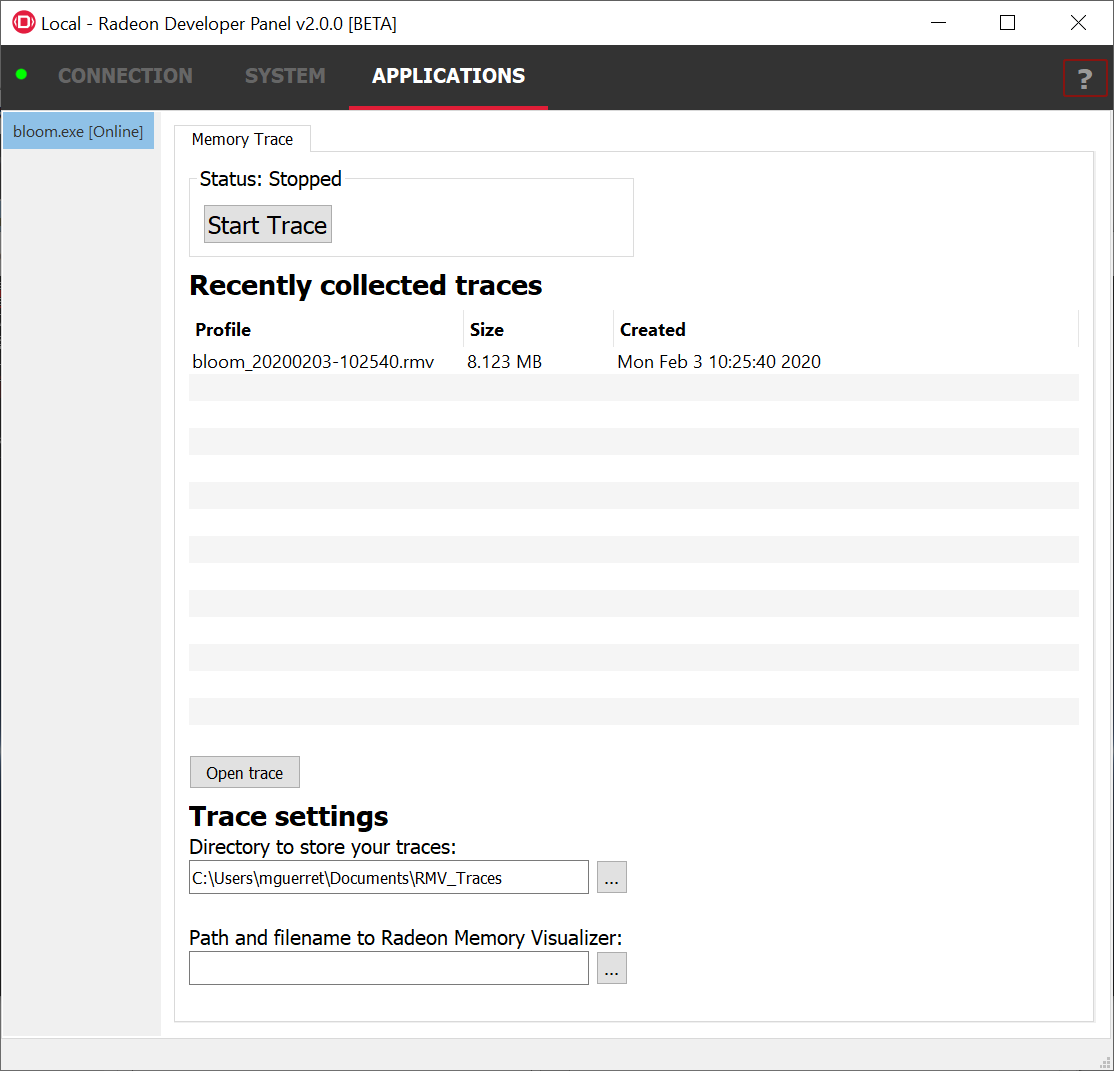 Local - Radeon Developer Panel v2.0.0 [BETA]
CONNECTION SYSTEM APPLICATIONS ?
bloom.exe [Online]
Memory Trace
Status: Stopped
Start Trace
Recently collected traces
Profile Size Created
bloom_20200203-102540.rmv 8.123 MB Mon Feb 3 10:25:40 2020
Open trace
Trace settings
Directory to store your traces:
C:\Users\mguerret\Documents\RMV_Traces ...
Path and filename to Radeon Memory Visualizer:
...